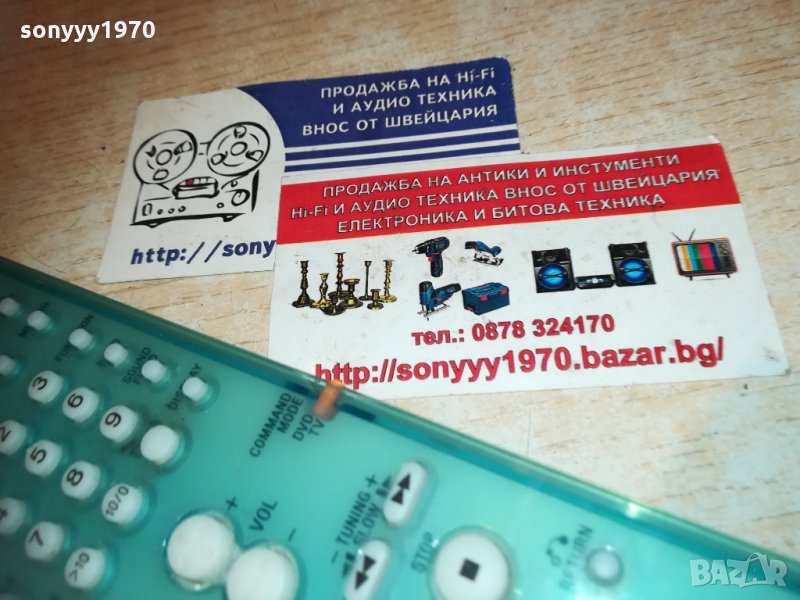 sonyyy1970
ПРОДАЖБА НА Hi-Fi
И АУДИО ТЕХНИКА
ВНОС ОТ ШВЕЙЦАРИЯ
http://sony
ПРОДАЖБА НА АНТИКИ И ИНСТУМЕНТИ
Hi-Fi И АУДИО ТЕХНИКА ВНОС ОТ ШВЕЙЦАРИЯ
ЕЛЕКТРОНИКА И БИТОВА ТЕХНИКА
тел.: 0878 324170
http://sonyyy1970.bazar.bg/
SOUND
DISPLAY
COMMAND
MODE
DVD
TV
3
6
9
2
5
8
10/0
7
>10
+
VOL
-
- TUNING +
SLOW
STOP
RETURN
BAZAR